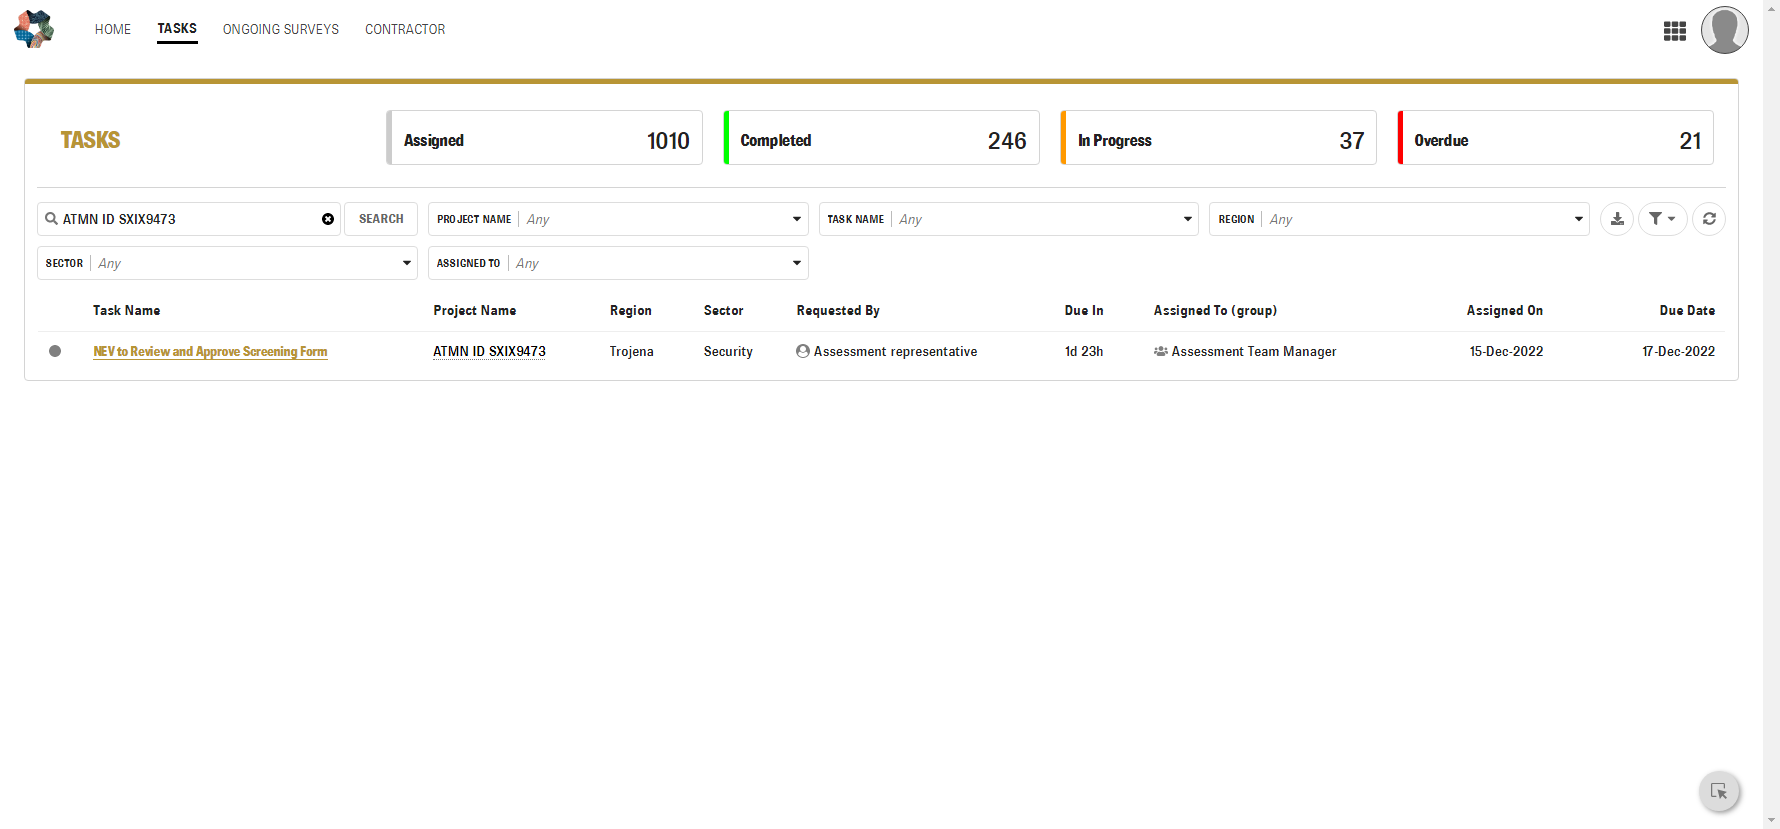 HOME TASKS ONGOING SURVEYS CONTRACTOR
TASKS
Assigned 1010
Completed 246
In Progress 37
Overdue 21
ATMN ID SXIX9473 SEARCH PROJECT NAME Any TASK NAME Any REGION Any
SECTOR Any ASSIGNED TO Any
Task Name Project Name Region Sector Requested By Due In Assigned To (group) Assigned On Due Date
NEV to Review and Approve Screening Form ATMN ID SXIX9473 Trojena Security Assessment representative 1d 23h Assessment Team Manager 15-Dec-2022 17-Dec-2022